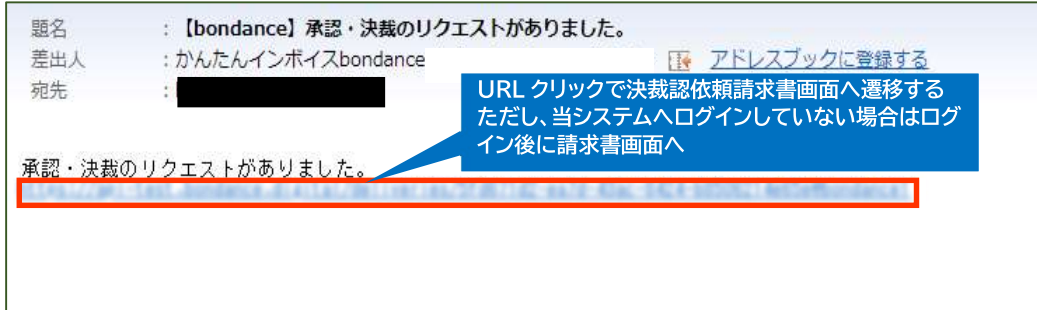 題名 : 【bondance】承認・決裁のリクエストがありました。
差出人 : かんたんインボイスbondance アドレスブックに登録する
宛先 :
URL クリックで決裁認依頼請求書画面へ遷移する
ただし、当システムへログインしていない場合はログ
イン後に請求書画面へ
承認・決裁のリクエストがありました。